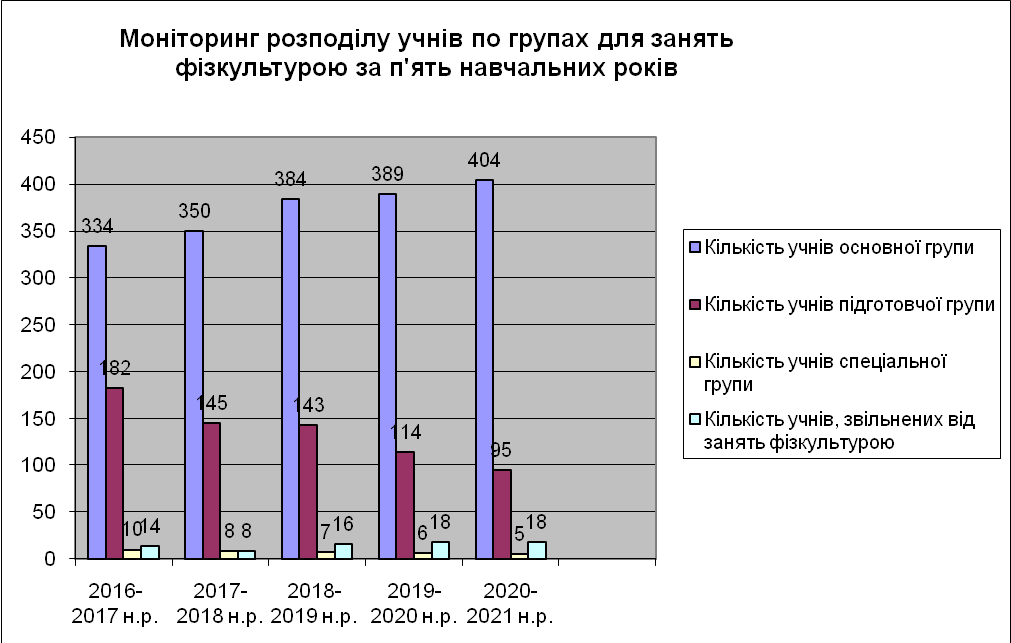 Моніторинг розподілу учнів по групах для занять
фізкультурою за п'ять навчальних років
450
400
350
300
250
200
150
100
50
0
334
182
10
14
350
145
8
8
384
143
7
16
389
114
6
18
404
95
5
18
2016-
2017 н.р.
2017-
2018 н.р.
2018-
2019 н.р.
2019-
2020 н.р.
2020-
2021 н.р.
Кількість учнів основної групи
Кількість учнів підготовчої групи
Кількість учнів спеціальної
групи
Кількість учнів, звільнених від
занять фізкультурою